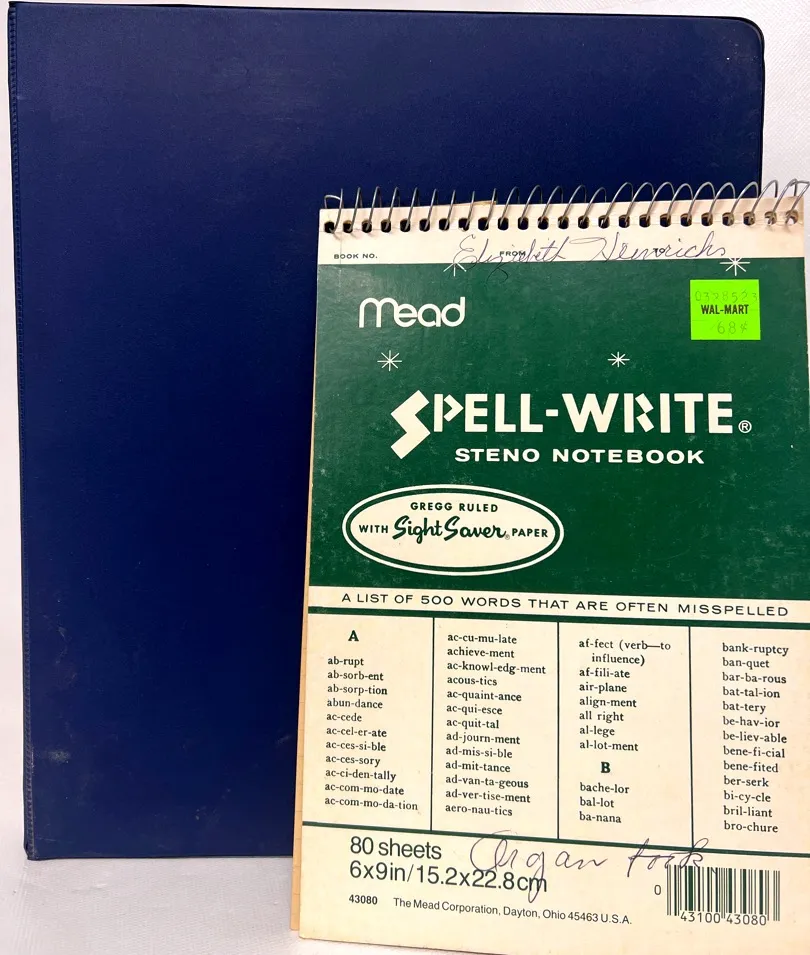 BOOK NO. FROM TO
Elizabeth Henrichs
Mead
WAL-MART
68¢
SPELL-WRITE®
STENO NOTEBOOK
GREGG RULED
WITH Sight Saver® PAPER
A LIST OF 500 WORDS THAT ARE OFTEN MISSPELLED
A
ab-rupt
ab-sorb-ent
ab-sorp-tion
abun-dance
ac-cede
ac-cel-er-ate
ac-ces-si-ble
ac-ces-sory
ac-ci-den-tally
ac-com-mo-date
ac-com-mo-da-tion
ac-cu-mu-late
achieve-ment
ac-knowl-edg-ment
acous-tics
ac-quaint-ance
ac-qui-esce
ac-quit-tal
ad-journ-ment
ad-mis-si-ble
ad-mit-tance
ad-van-ta-geous
ad-ver-tise-ment
aero-nau-tics
af-fect (verb—to
influence)
af-fili-ate
air-plane
align-ment
all right
al-lege
al-lot-ment
B
bache-lor
bal-lot
ba-nana
bank-ruptcy
ban-quet
bar-ba-rous
bat-tal-ion
bat-tery
be-hav-ior
be-liev-able
bene-fi-cial
bene-fited
ber-serk
bi-cy-cle
bril-liant
bro-chure
80 sheets
Organ
6x9in/15.2x22.8cm
43080 The Mead Corporation, Dayton, Ohio 45463 U.S.A.
0 43100 43080